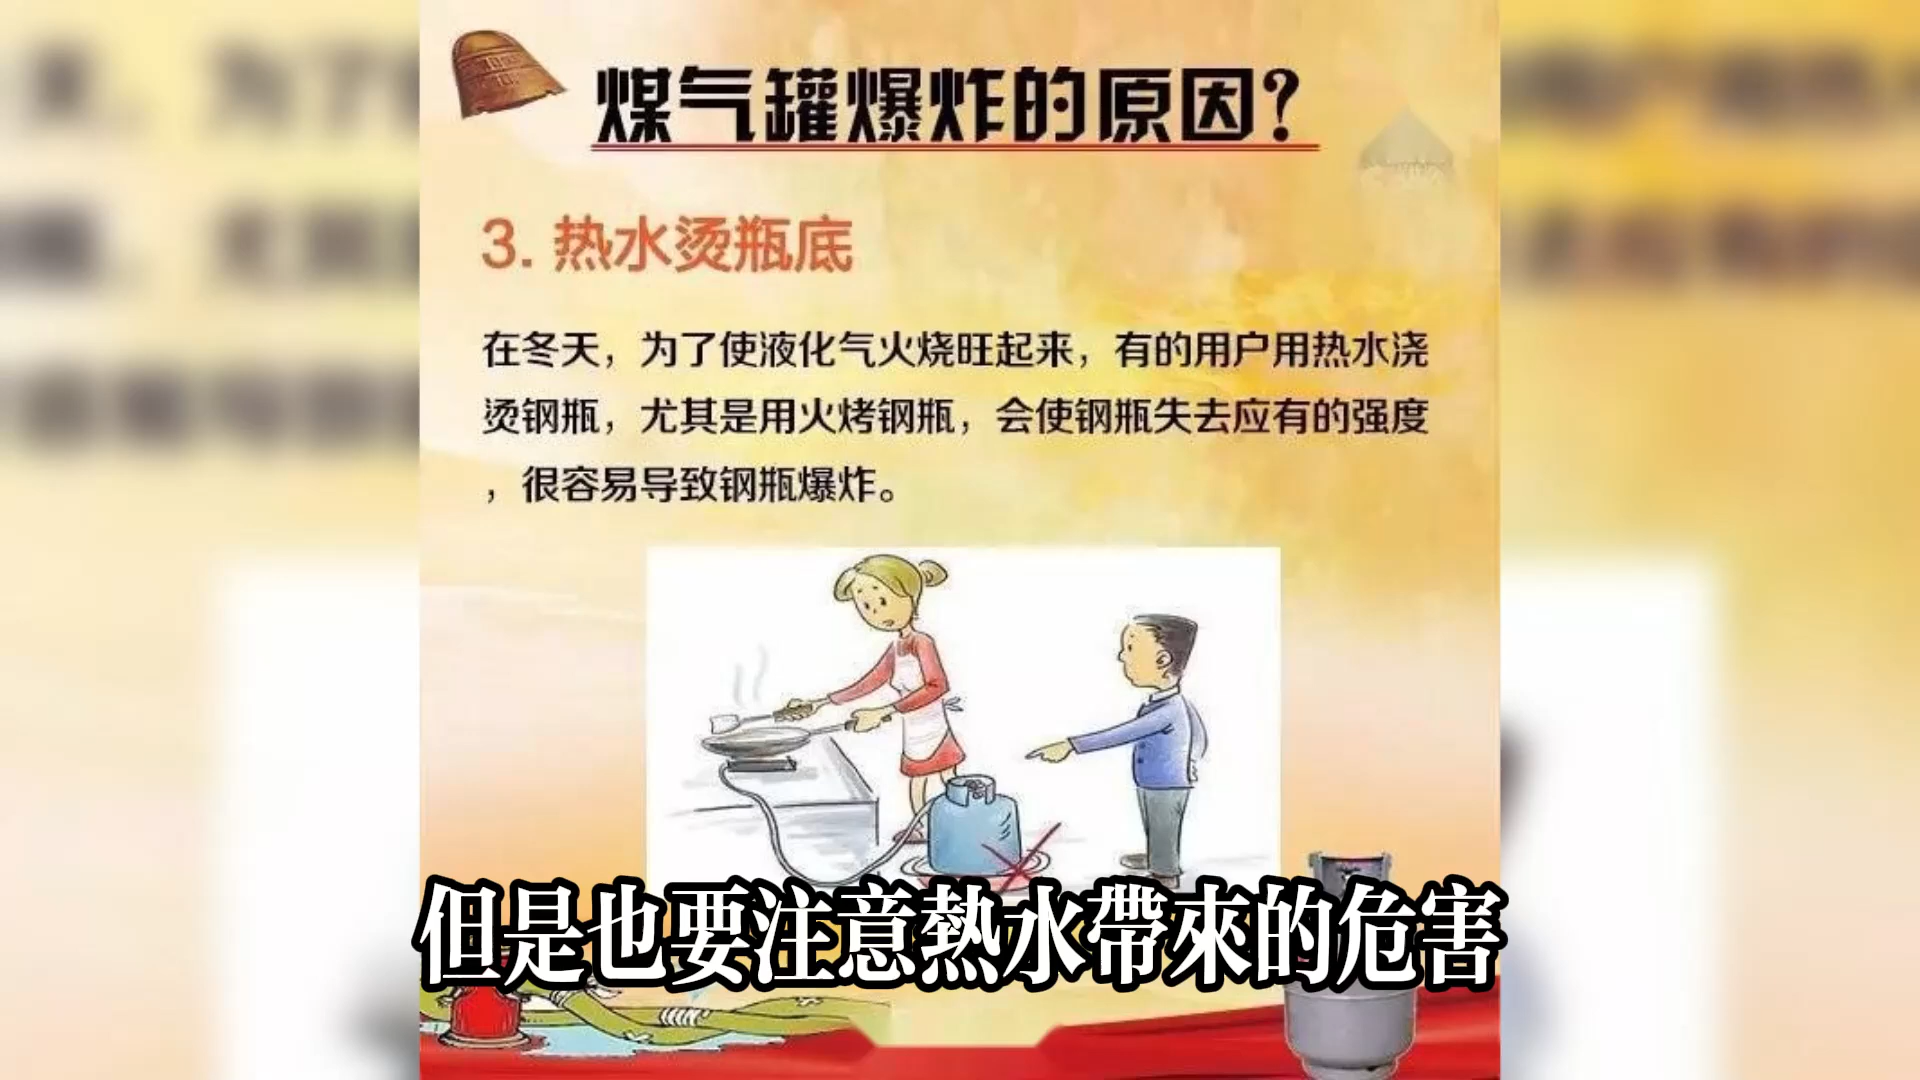 煤气罐爆炸的原因？
3. 热水烫瓶底
在冬天，为了使液化气火烧旺起来，有的用户用热水浇
烫钢瓶，尤其是用火烤钢瓶，会使钢瓶失去应有的强度
，很容易导致钢瓶爆炸。
但是也要注意熱水帶來的危害